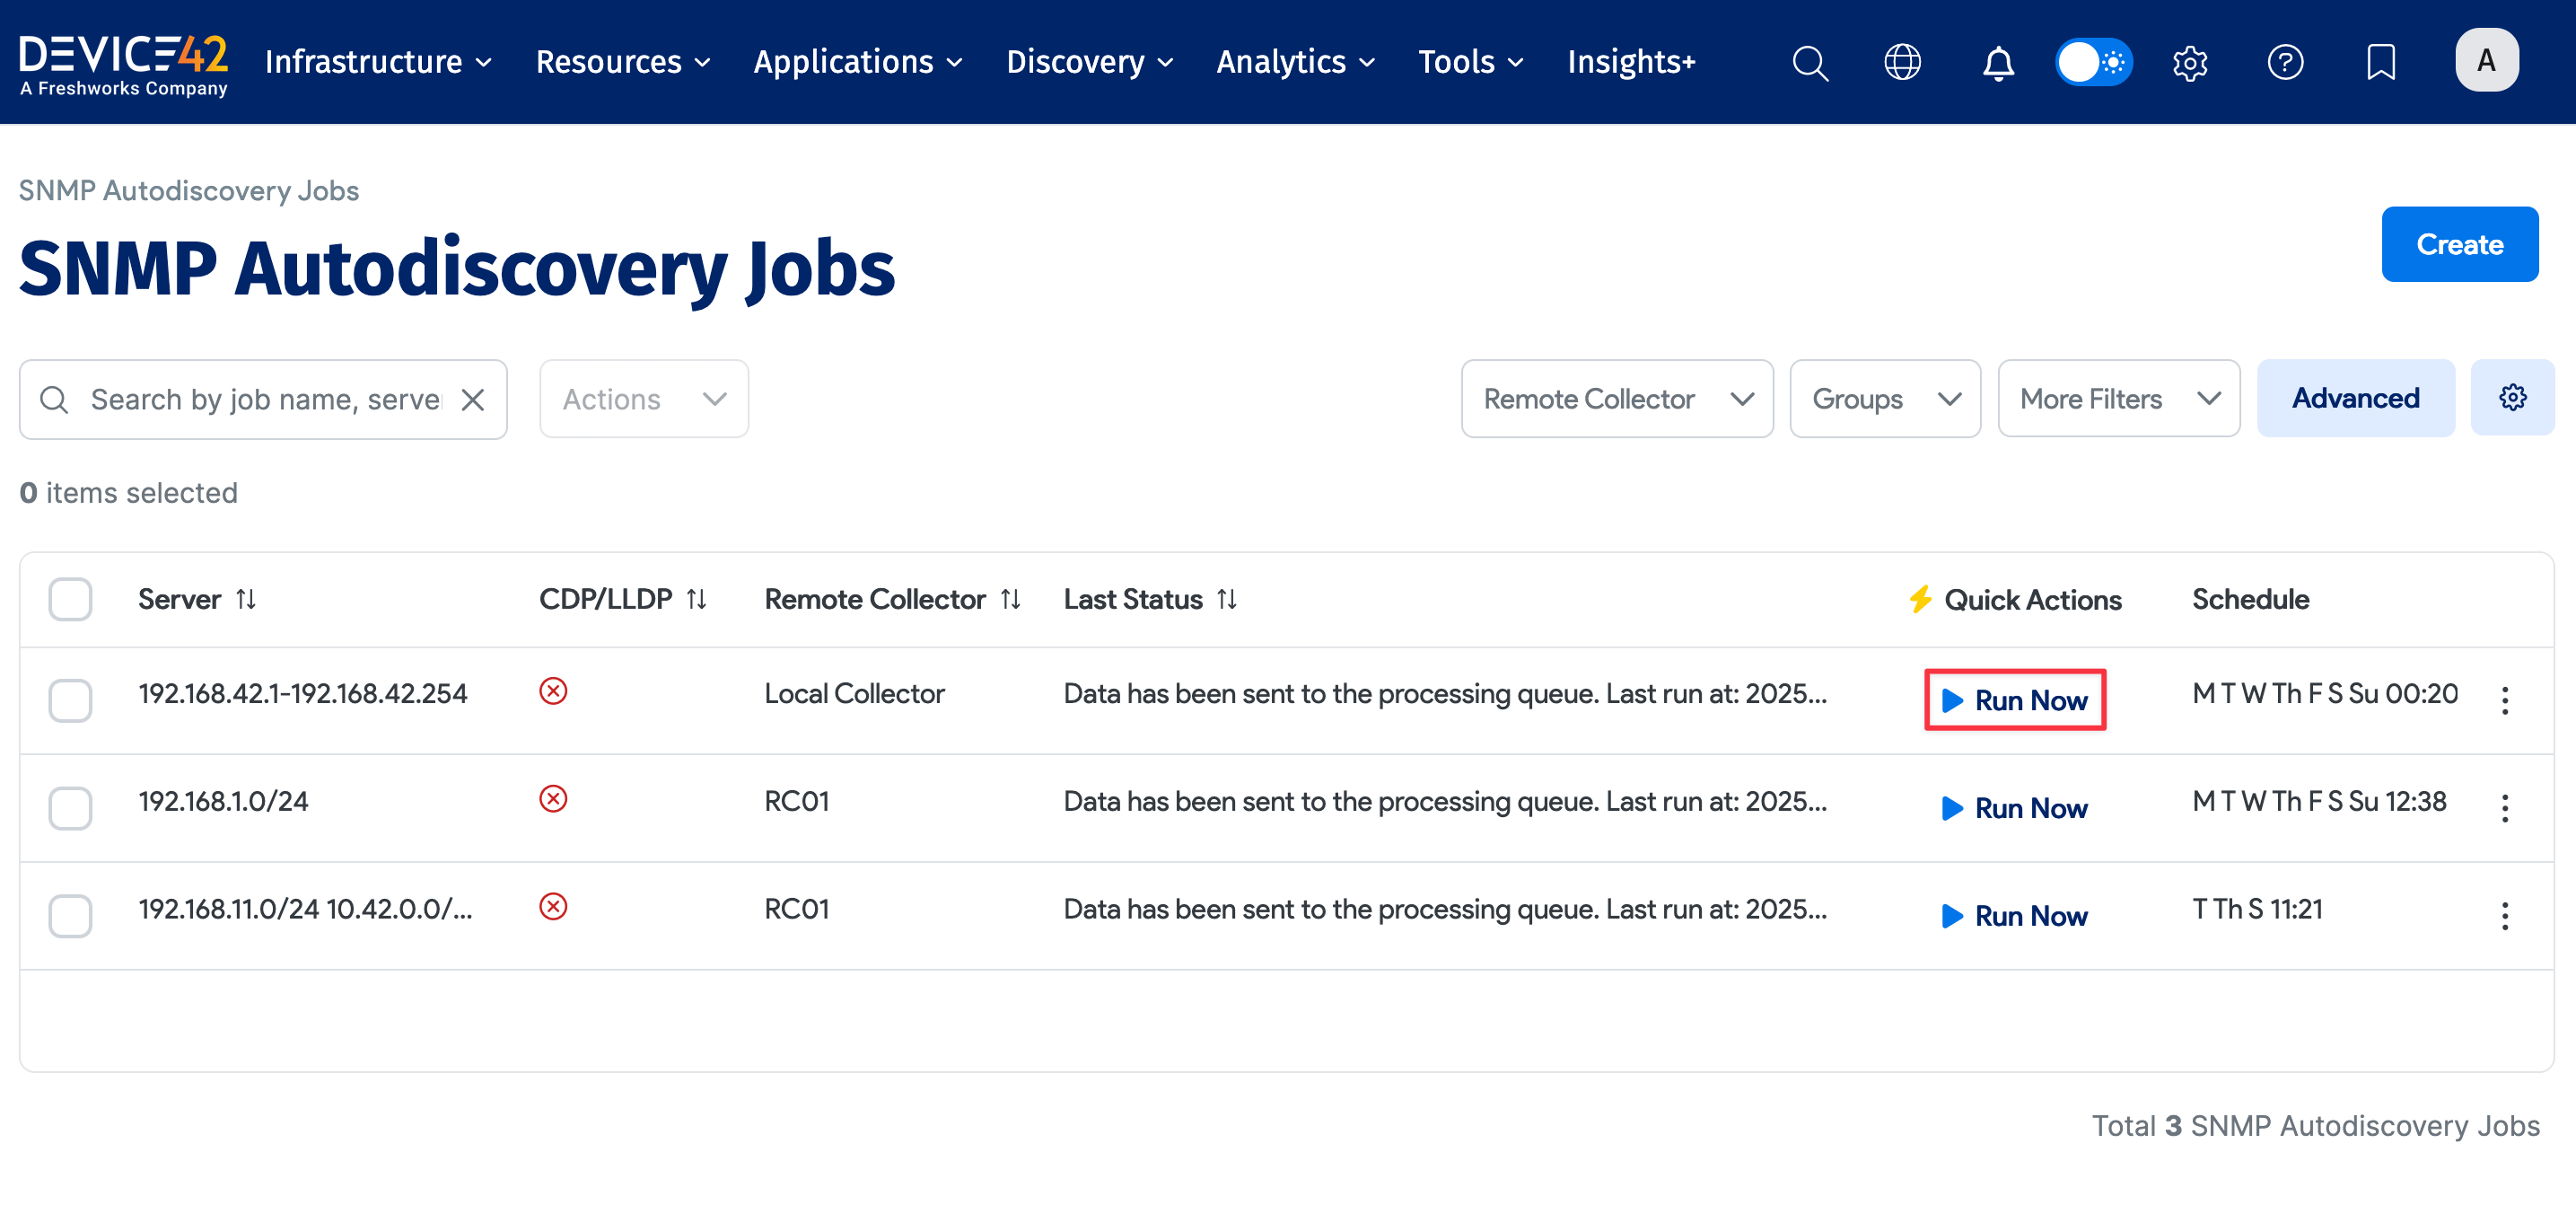 DEVICE42
A Freshworks Company
Infrastructure
Resources
Applications
Discovery
Analytics
Tools
Insights+
A
SNMP Autodiscovery Jobs
SNMP Autodiscovery Jobs
Create
Search by job name, serve
Actions
Remote Collector
Groups
More Filters
Advanced
0 items selected
Server
CDP/LLDP
Remote Collector
Last Status
Quick Actions
Schedule
192.168.42.1-192.168.42.254
Local Collector
Data has been sent to the processing queue. Last run at: 2025...
Run Now
M T W Th F S Su 00:20
192.168.1.0/24
RC01
Data has been sent to the processing queue. Last run at: 2025...
Run Now
M T W Th F S Su 12:38
192.168.11.0/24 10.42.0.0/...
RC01
Data has been sent to the processing queue. Last run at: 2025...
Run Now
T Th S 11:21
Total 3 SNMP Autodiscovery Jobs